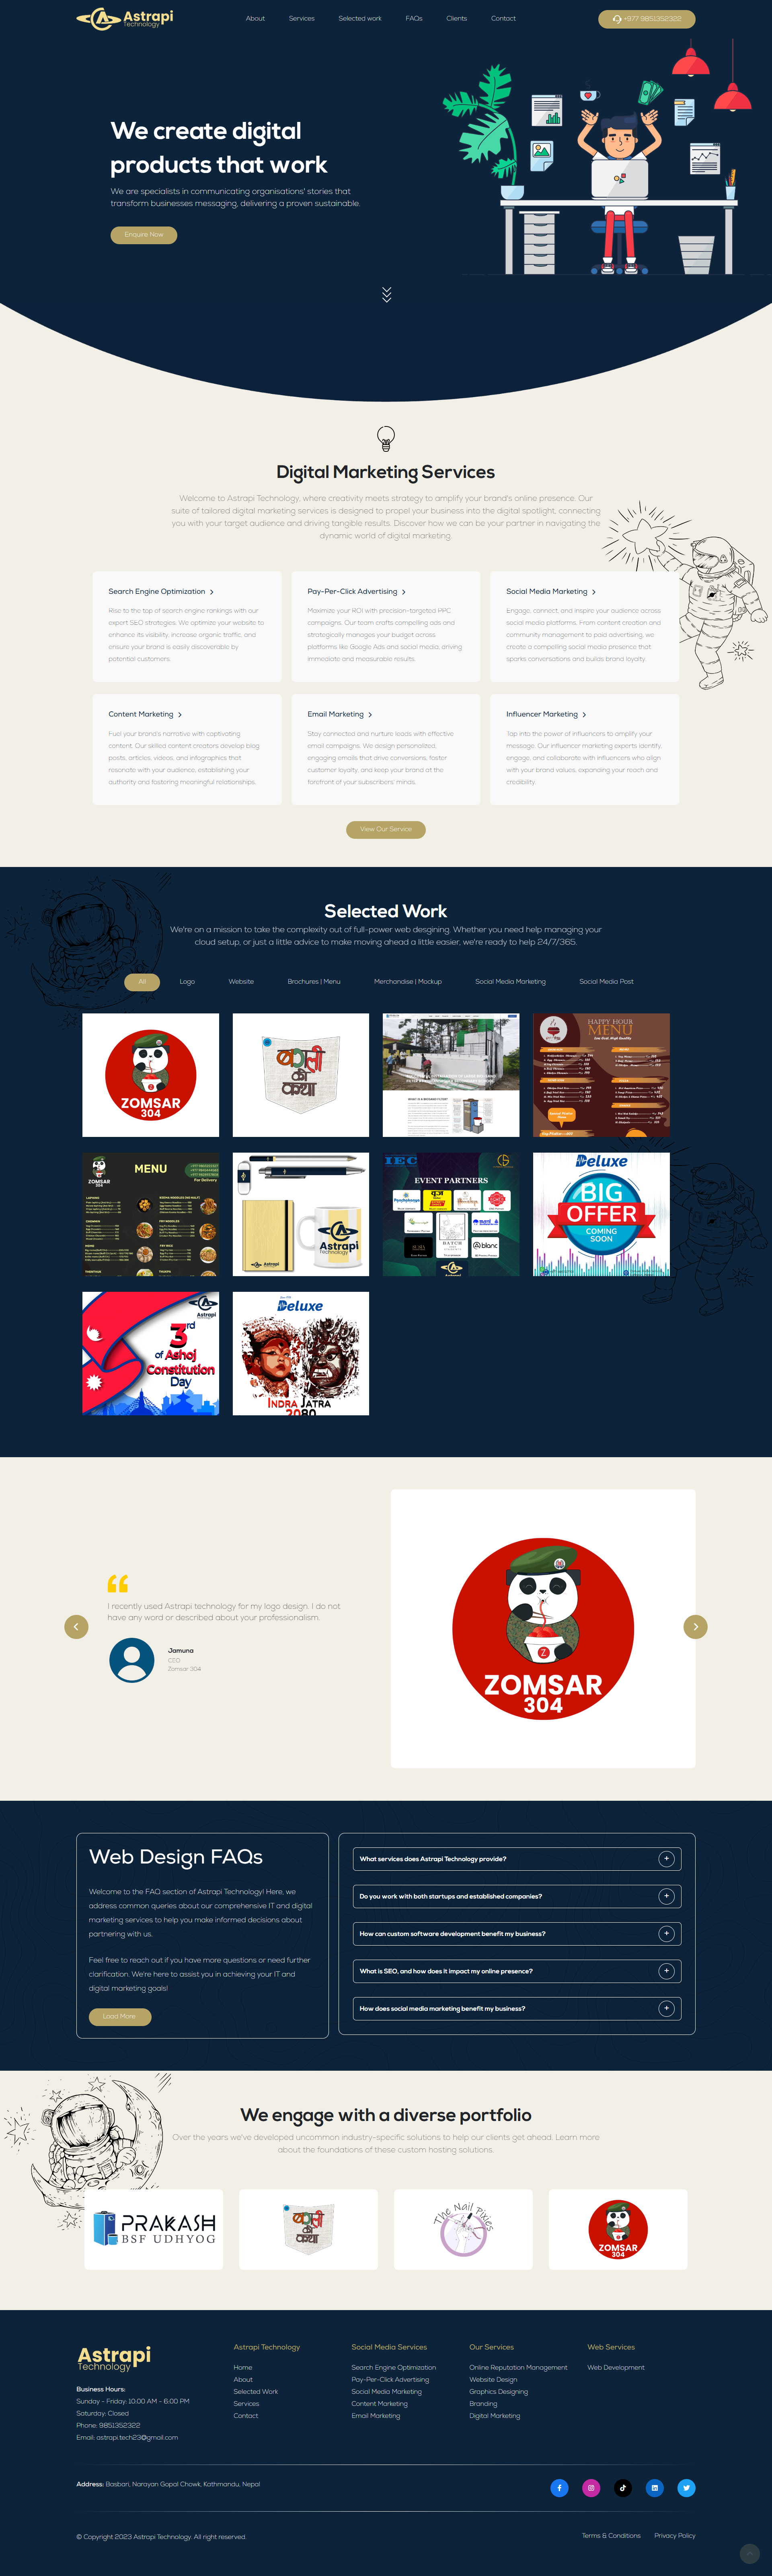 Astrapi
Technology
About
Services
Selected work
FAQs
Clients
Contact
+977 9851352322
We create digital
products that work
We are specialists in communicating organisations' stories that
transform businesses messaging, delivering a proven sustainable.
Enquire Now
Digital Marketing Services
Welcome to Astrapi Technology, where creativity meets strategy to amplify your brand's online presence. Our
suite of tailored digital marketing services is designed to propel your business into the digital spotlight, connecting
you with your target audience and driving tangible results. Discover how we can be your partner in navigating the
dynamic world of digital marketing
Search Engine Optimization
Rise to the top of search engine rankings with our
expert SEO strategies. We optimize your website to
enhance its visibility, increase organic traffic, and
ensure your brand is easily discoverable by
potential customers.
Pay-Per-Click Advertising
Maximize your ROI with precision-targeted PPC
campaigns. Our team crafts compelling ads and
strategically manages your budget across
platforms like Google Ads and social media, driving
immediate and measurable results.
Social Media Marketing
Engage, connect, and inspire your audience across
social media platforms. From content creation and
community management to paid advertising, we
create a compelling social media presence that
sparks conversations and builds brand loyalty.
Content Marketing
Fuel your brand's narrative with captivating
content. Our skilled content creators develop blog
posts, articles, videos, and infographics that
resonate with your audience, establishing your
authority and fostering meaningful relationships.
Email Marketing
Stay connected and nurture leads with effective
email campaigns. We design personalized,
engaging emails that drive conversions, foster
customer loyalty, and keep your brand at the
forefront of your subscribers' minds.
Influencer Marketing
Tap into the power of influencers to amplify your
message. Our influencer marketing experts identify,
engage, and collaborate with influencers who align
with your brand values, expanding your reach and
credibility.
View Our Service
Selected Work
We're on a mission to take the complexity out of full-power web desgining. Whether you need help managing your
cloud setup, or just a little advice to make moving ahead a little easier, we're ready to help 24/7/365.
All
Logo
Website
Brochures | Menu
Merchandise | Mockup
Social Media Marketing
Social Media Post
ZOMSAR
304
की
कथा
HAPPY HOUR
MENU
ZOMSAR
304
MENU
For Delivery
Astrapi
Technology
IEC
EVENT PARTNERS
BATCH
blanc
Deluxe
BIG
OFFER
COMING
SOON
Astrapi
3rd
of Ashoj
Constitution
Day
Deluxe
INDRA JATRA
2080
I recently used Astrapi technology for my logo design. I do not
have any word or described about your professionalism.
Jamuna
CEO
Zomsar 304
ZOMSAR
304
Web Design FAQs
Welcome to the FAQ section of Astrapi Technology! Here, we
address common queries about our comprehensive IT and digital
marketing services to help you make informed decisions about
partnering with us.
Feel free to reach out if you have more questions or need further
clarification. We're here to assist you in achieving your IT and
digital marketing goals!
Load More
What services does Astrapi Technology provide?
Do you work with both startups and established companies?
How can custom software development benefit my business?
What is SEO, and how does it impact my online presence?
How does social media marketing benefit my business?
We engage with a diverse portfolio
Over the years we've developed uncommon industry-specific solutions to help our clients get ahead. Learn more
about the foundations of these custom hosting solutions.
PRAKASH
BSF UDHYOG
की
कथा
The Nail Pixies
ZOMSAR
304
Astrapi
Technology
Business Hours:
Sunday - Friday: 10:00 AM - 6:00 PM
Saturday: Closed
Phone: 9851352322
Email: astrapi.tech23@gmail.com
Astrapi Technology
Home
About
Selected Work
Services
Contact
Social Media Services
Search Engine Optimization
Pay-Per-Click Advertising
Social Media Marketing
Content Marketing
Email Marketing
Our Services
Online Reputation Management
Website Design
Graphics Designing
Branding
Digital Marketing
Web Services
Web Development
Address: Basbari, Narayan Gopal Chowk, Kathmandu, Nepal
© Copyright 2023 Astrapi Technology. All right reserved.
Terms & Conditions
Privacy Policy